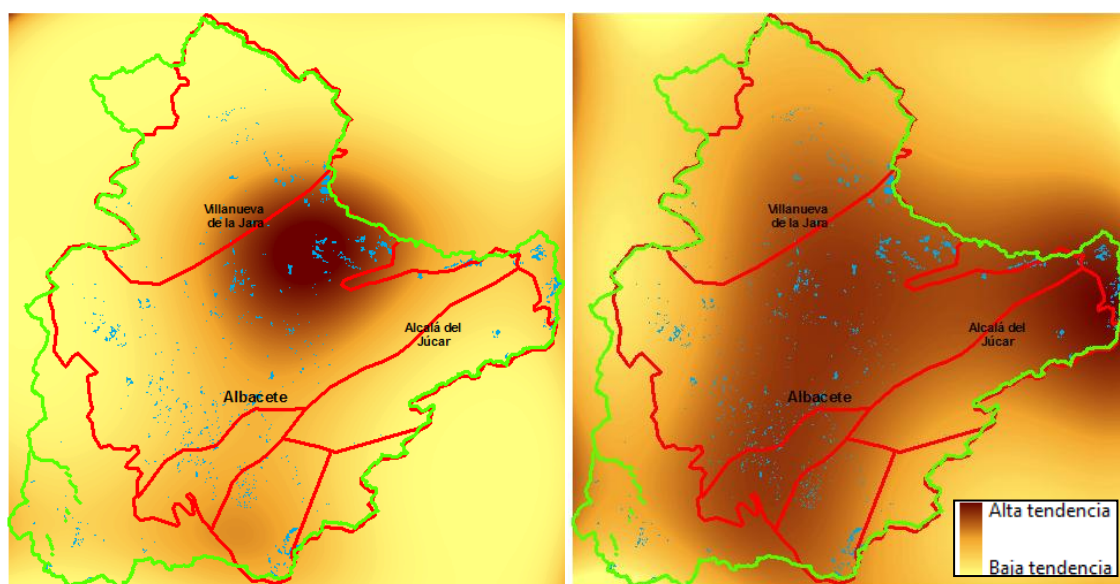 Villanueva
de la Jara
Alcalá del
Júcar
Albacete
Villanueva
de la Jara
Alcalá del
Júcar
Albacete
Alta tendencia
Baja tendencia